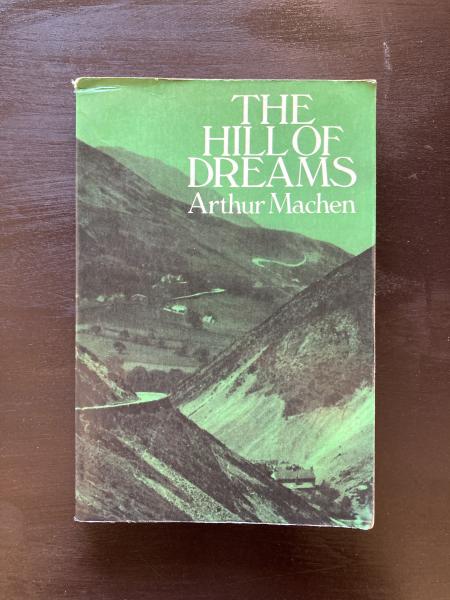 THE
HILL OF
DREAMS
Arthur Machen